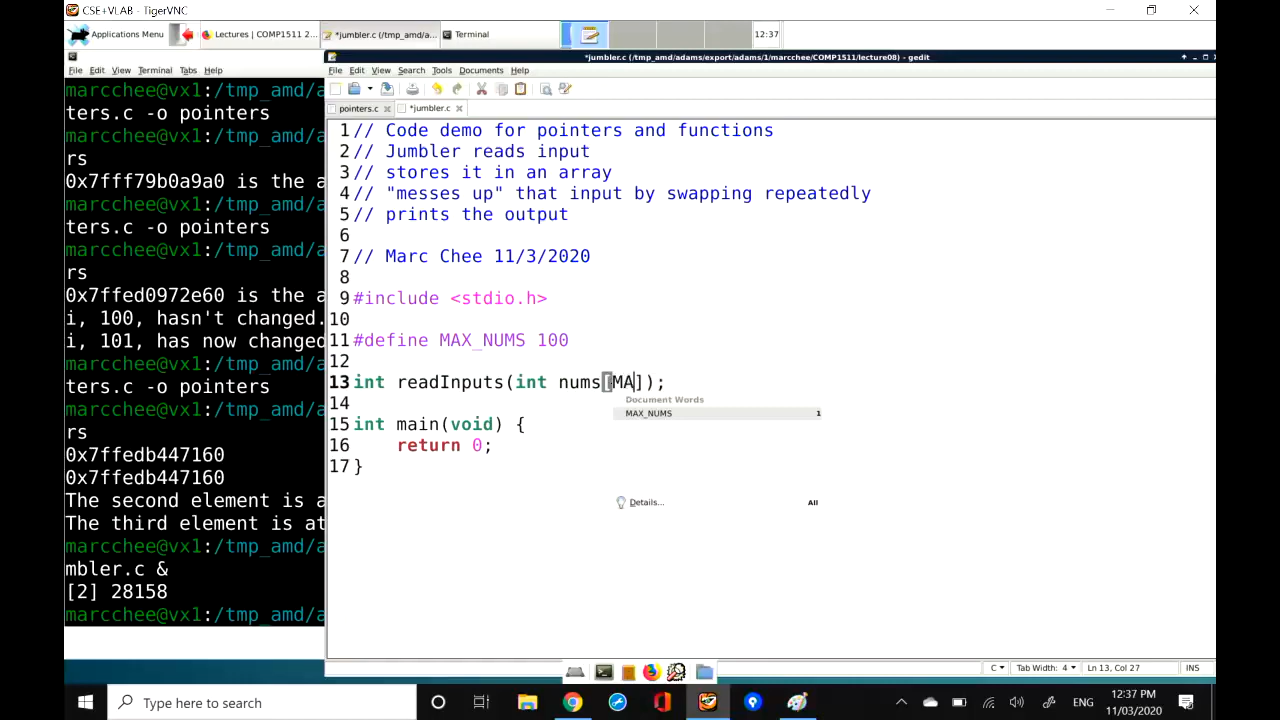 CSE+VLAB - TigerVNC
Applications Menu
Lectures | COMP1511 2...
*jumbler.c (/tmp_amd/a...
Terminal
12:37
*jumbler.c (/tmp_amd/adams/export/adams/1/marcchee/COMP1511/lecture08) - gedit
File Edit View Terminal Tabs Help
File Edit View Search Tools Documents Help
pointers.c
*jumbler.c
marcchee@vx1:/tmp_amd/a
ters.c -o pointers
marcchee@vx1:/tmp_amd/a
rs
0x7fff79b0a9a0 is the a
marcchee@vx1:/tmp_amd/a
ters.c -o pointers
marcchee@vx1:/tmp_amd/a
rs
0x7ffed0972e60 is the a
i, 100, hasn't changed.
i, 101, has now changed
marcchee@vx1:/tmp_amd/a
ters.c -o pointers
marcchee@vx1:/tmp_amd/a
rs
0x7ffedb447160
0x7ffedb447160
The second element is a
The third element is at
marcchee@vx1:/tmp_amd/a
mbler.c &
[2] 28158
marcchee@vx1:/tmp_amd/a
1 // Code demo for pointers and functions
2 // Jumbler reads input
3 // stores it in an array
4 // "messes up" that input by swapping repeatedly
5 // prints the output
6
7 // Marc Chee 11/3/2020
8
9 #include <stdio.h>
10
11 #define MAX_NUMS 100
12
13 int readInputs(int nums[MA]);
14
15 int main(void) {
16     return 0;
17 }
Document Words
MAX_NUMS 1
Details... All
C Tab Width: 4 Ln 13, Col 27 INS
Type here to search
ENG
12:37 PM
11/03/2020